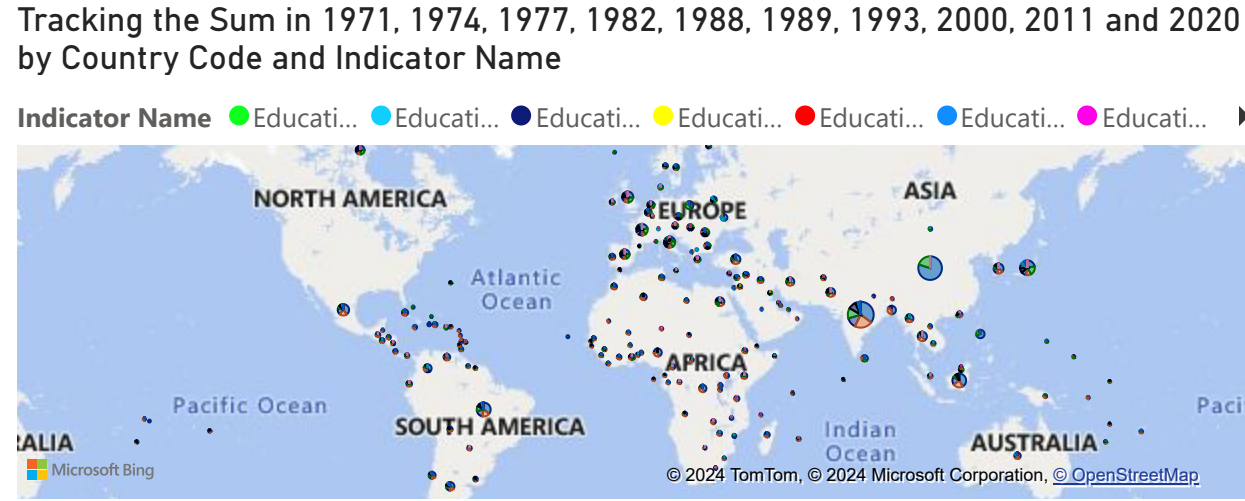 Tracking the Sum in 1971, 1974, 1977, 1982, 1988, 1989, 1993, 2000, 2011 and 2020
by Country Code and Indicator Name
Indicator Name Educati... Educati... Educati... Educati... Educati... Educati... Educati...
NORTH AMERICA
ASIA
EUROPE
Atlantic
Ocean
AFRICA
Pacific Ocean
Paci
SOUTH AMERICA
Indian
Ocean
RALIA
AUSTRALIA
Microsoft Bing
© 2024 TomTom, © 2024 Microsoft Corporation, © OpenStreetMap